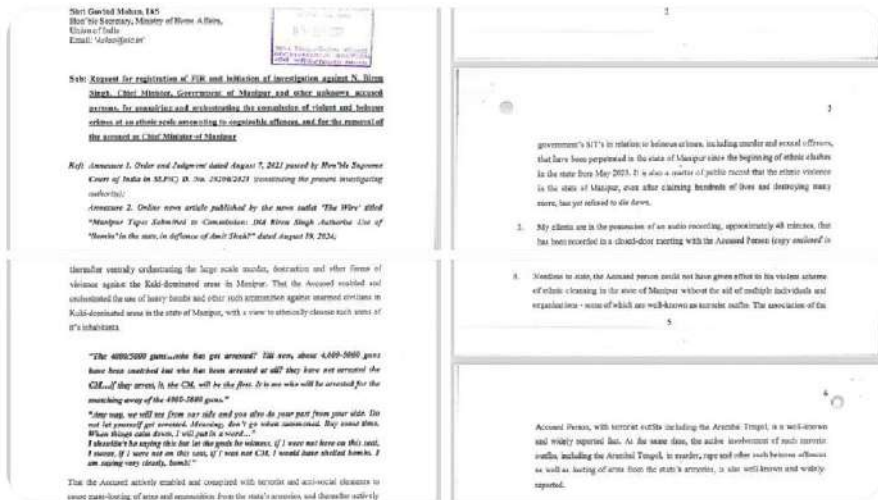 Shri Govind Mohan, IAS
Hon'ble Secretary, Ministry of Home Affairs,
Union of India
Email:
Sub: Request for registration of FIR and initiation of investigation against N. Biren
Singh, Chief Minister, Government of Manipur and other unknown accused
persons, for conspiring and orchestrating the commission of violent and heinous
crimes at an ethnic scale amounting to cognizable offences, and for the removal of
the accused as Chief Minister of Manipur
Ref: Annexure 1. Order and Judgment dated August 7, 2023 passed by Hon'ble Supreme
Court of India in SLP(C) D. No. constituting the present investigating
authority;
Annexure 2. Online news article published by the news outlet 'The Wire' titled
"Manipur Tapes Submitted to Commission: Did Biren Singh Authorise Use of
"Bombs" in the state, in defiance of Amit Shah?" dated August 19, 2024;
thereafter centrally orchestrating the large scale murder, destruction and other forms of
violence against the Kuki-dominated areas in Manipur. That the Accused enabled and
orchestrated the use of heavy bombs and other such ammunition against unarmed civilians in
Kuki-dominated areas in the state of Manipur, with a view to ethnically cleanse such areas of
it's inhabitants.
"The 4000/5000 guns...who has got arrested? Till now, about 4,000-5000 guns
have been snatched but who has been arrested at all? they have not arrested the
CM...if they arrest, it, the CM, will be the first. It is me who will be arrested for the
snatching away of the 4000-5000 guns."
"Any way, we will see from our side and you also do your part from your side. Do
not let yourself get arrested. Meaning, don't go when summoned. Buy some time.
When things calm down, I will put in a word..."
I shouldn't be saying this but let the gods be witness, if I were not here on this seat,
I swear, if I were not on this seat, if I was not CM, I would have shelled bombs. I
am saying very clearly, bomb!"
That the Accused actively enabled and conspired with terrorist and anti-social elements to
cause mass-looting of arms and ammunition from the state's armories, and thereafter actively
3
government's SIT's in relation to heinous crimes, including murder and sexual offences,
that have been perpetrated in the state of Manipur since the beginning of ethnic clashes
in the state from May 2023. It is also a matter of public record that the ethnic violence
in the state of Manipur, even after claiming hundreds of lives and destroying many
more, has yet refused to die down.
My clients are in the possession of an audio recording, approximately 48 minutes, that
has been recorded in a closed-door meeting with the Accused Person (copy enclosed in
8. Needless to state, the Accused person could not have given effect to his violent scheme
of ethnic cleansing in the state of Manipur without the aid of multiple individuals and
organisations - some of which are well-known as terrorist outfits. The association of the
5
Accused Person, with terrorist outfits including the Arambai Tenggol, is a well-known
and widely reported fact. At the same time, the active involvement of such terrorist
outfits, including the Arambai Tenggol, in murder, rape and other such heinous offences
as well as looting of arms from the state's armories, is also well-known and widely
reported.